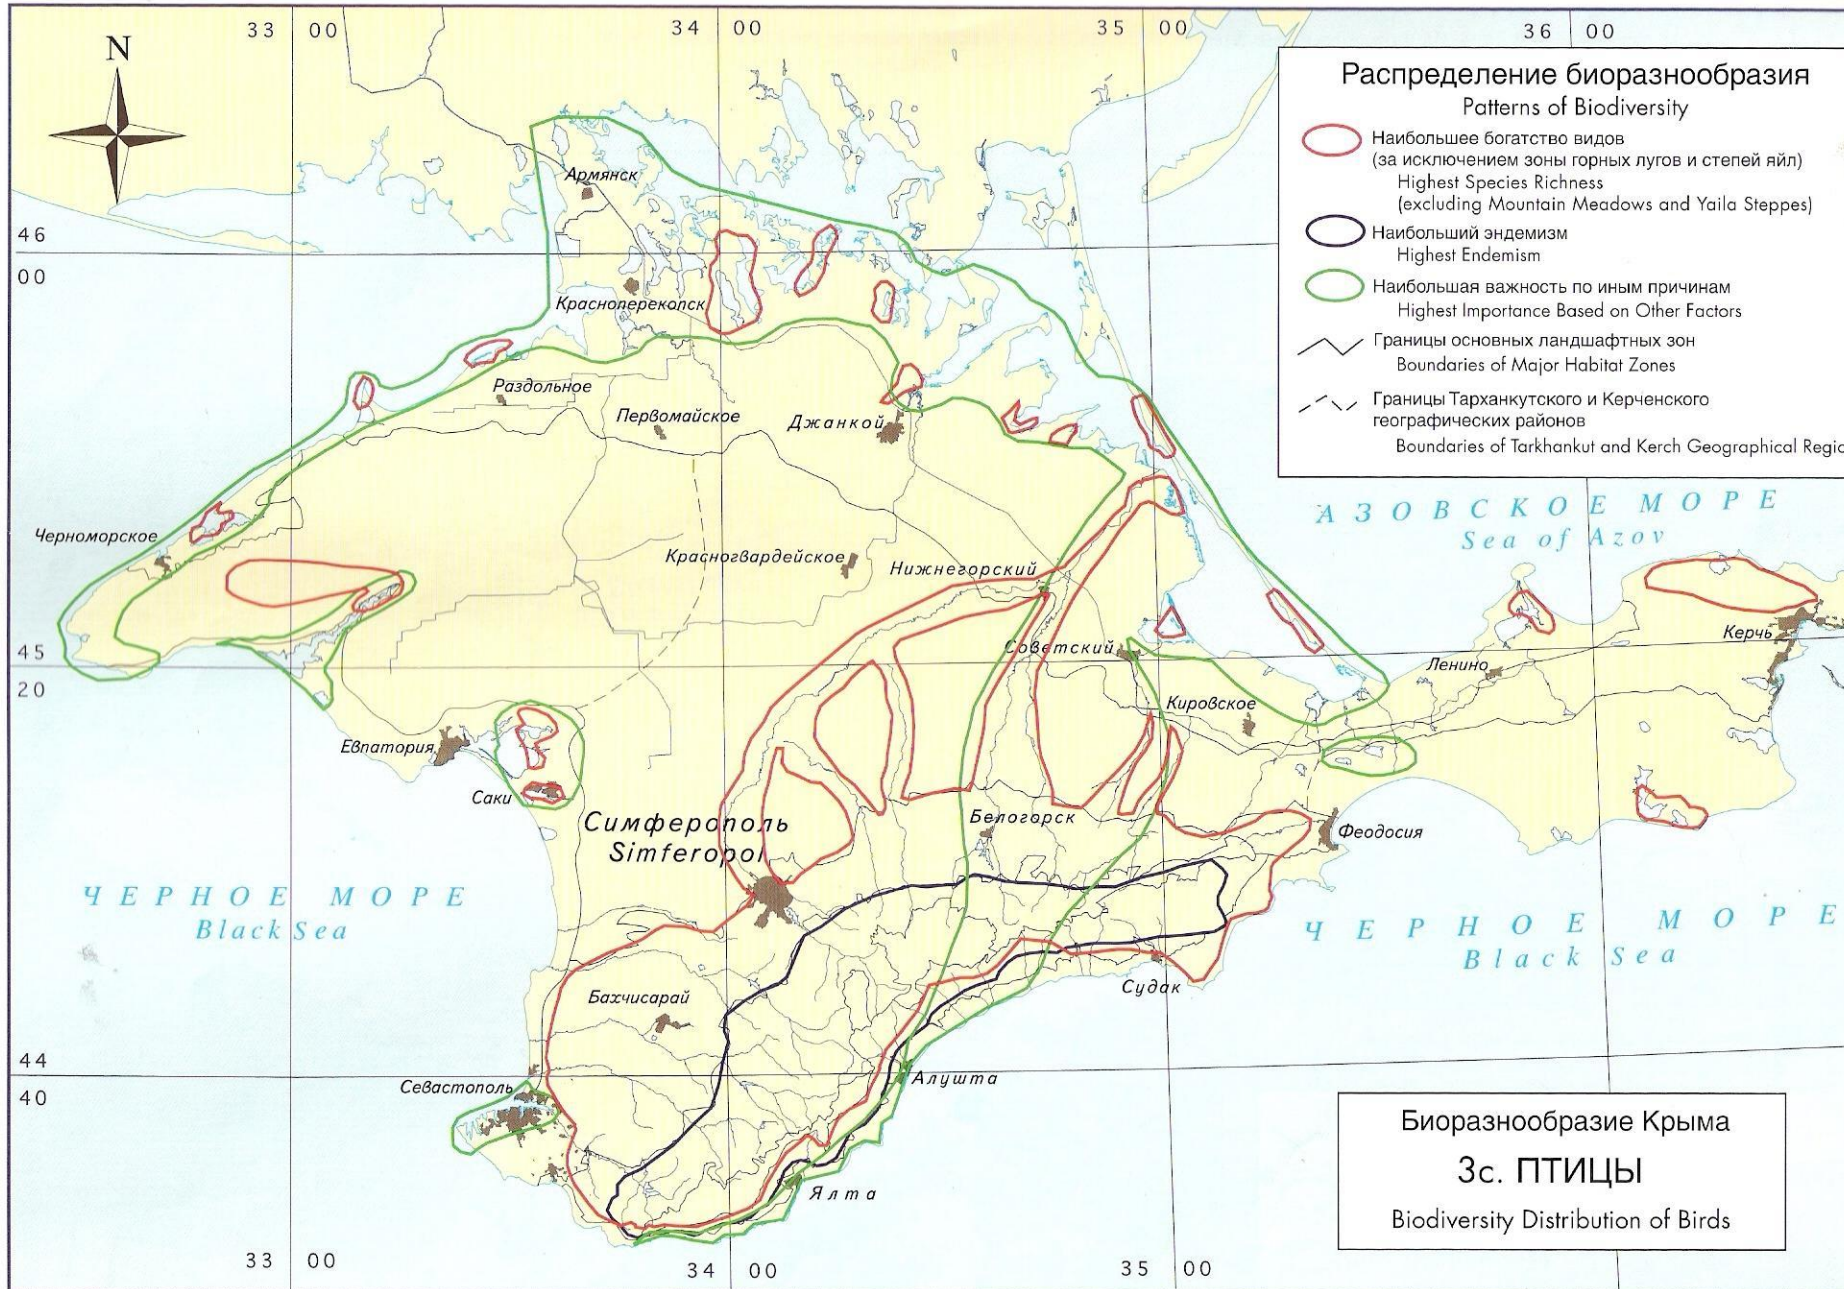 33 00
34 00
35 00
36 00
N
Распределение биоразнообразия
Patterns of Biodiversity
Наибольшее богатство видов
(за исключением зоны горных лугов и степей яйл)
Highest Species Richness
(excluding Mountain Meadows and Yaila Steppes)
Наибольший эндемизм
Highest Endemism
Наибольшая важность по иным причинам
Highest Importance Based on Other Factors
Границы основных ландшафтных зон
Boundaries of Major Habitat Zones
Границы Тарханкутского и Керченского
географических районов
Boundaries of Tarkhankut and Kerch Geographical Regio
Армянск
46
00
Красноперекопск
Раздольное
Первомайское
Джанкой
АЗОВСКОЕ МОРЕ
Sea of Azov
Черноморское
Красногвардейское
Нижнегорский
45
20
Советский
Керчь
Ленино
Кировское
Евпатория
Саки
Симферополь
Simferopol
Белогорск
Феодосия
ЧЕРНОЕ МОРЕ
Black Sea
ЧЕРНОЕ МОРЕ
Black Sea
Судак
Бахчисарай
44
40
Севастополь
Алушта
Ялта
Биоразнообразие Крыма
3с. ПТИЦЫ
Biodiversity Distribution of Birds
33 00
34 00
35 00